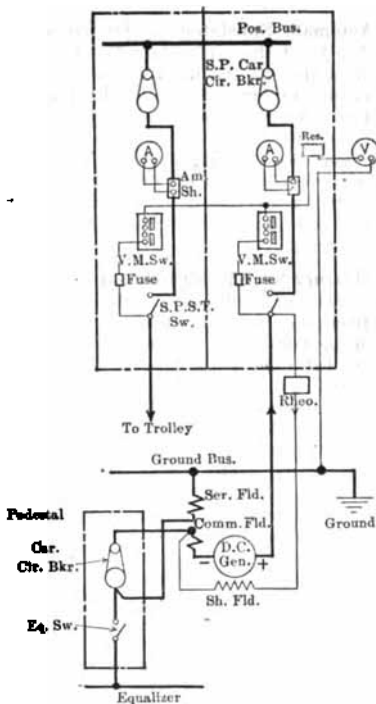 Pos. Bus.
S.P. Car.
Cir. Bkr.
A
A
Res.
V
Am.
Sh.
V.M.Sw.
V.M.Sw.
Fuse
Fuse
S.P.S.T.
Sw.
Rheo.
To Trolley
Ground Bus.
Ser. Fld.
Pedestal
Comm. Fld.
Ground
Car.
Cir. Bkr.
D.C.
Gen.
- +
Sh. Fld.
Eq. Sw.
Equalizer